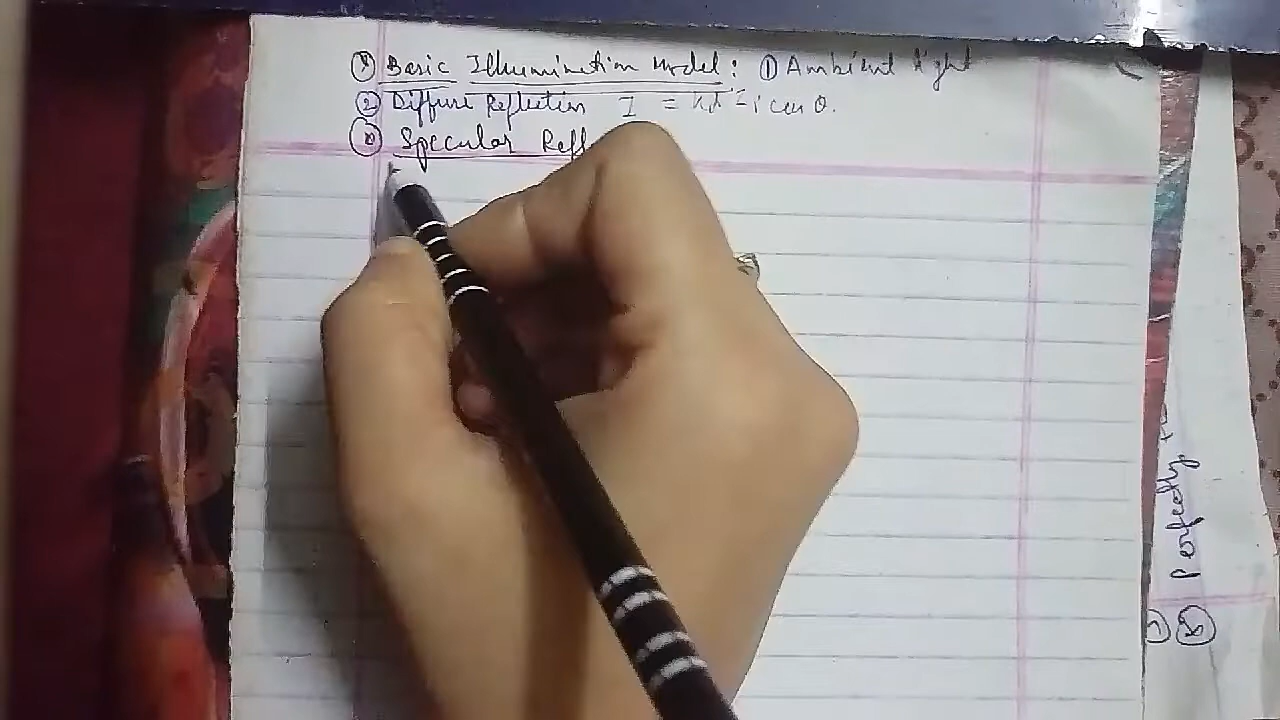 Basic Illumination Model: ① Ambient light
② Diffuse Reflection I = kd Ii cos θ.
Specular Refl
Perfectly